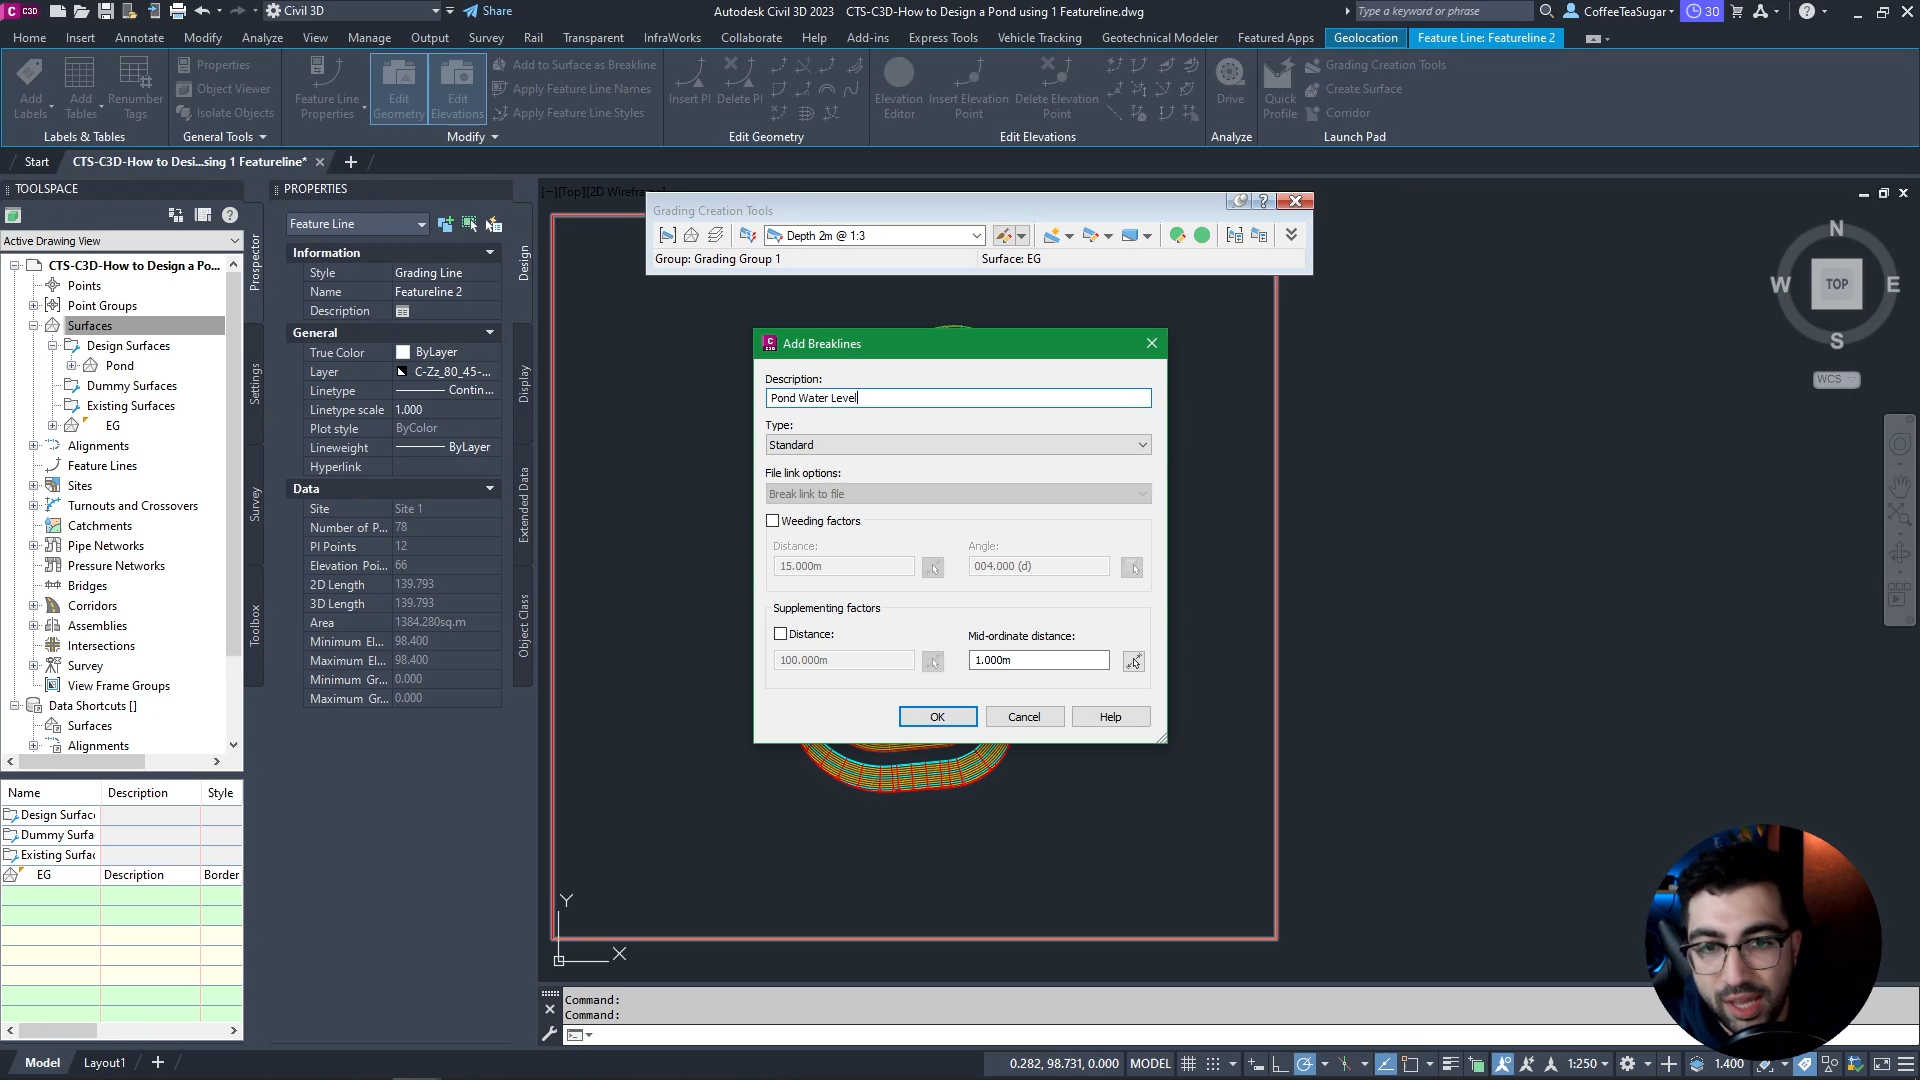 C3D
Civil 3D
Share
Autodesk Civil 3D 2023 CTS-C3D-How to Design a Pond using 1 Featureline.dwg
Type a keyword or phrase
CoffeeTeaSugar
30
Home Insert Annotate Modify Analyze View Manage Output Survey Rail Transparent InfraWorks Collaborate Help Add-ins Express Tools Vehicle Tracking Geotechnical Modeler Featured Apps Geolocation Feature Line: Featureline 2
Add Labels
Add Tables
Renumber Tags
Labels & Tables
Properties
Object Viewer
Isolate Objects
General Tools
Feature Line Properties
Edit Geometry
Edit Elevations
Add to Surface as Breakline
Apply Feature Line Names
Apply Feature Line Styles
Modify
Insert PI
Delete PI
Edit Geometry
Elevation Editor
Insert Elevation Point
Delete Elevation Point
Edit Elevations
Drive
Analyze
Quick Profile
Grading Creation Tools
Create Surface
Corridor
Launch Pad
Start
CTS-C3D-How to Desi...sing 1 Featureline*
TOOLSPACE
Active Drawing View
CTS-C3D-How to Design a Po...
Points
Point Groups
Surfaces
Design Surfaces
Pond
Dummy Surfaces
Existing Surfaces
EG
Alignments
Feature Lines
Sites
Turnouts and Crossovers
Catchments
Pipe Networks
Pressure Networks
Bridges
Corridors
Assemblies
Intersections
Survey
View Frame Groups
Data Shortcuts []
Surfaces
Alignments
Prospector
Settings
Survey
Toolbox
Name Description Style
Design Surfac
Dummy Surfa
Existing Surfac
EG Description Border
PROPERTIES
Feature Line
Information
Style Grading Line
Name Featureline 2
Description
General
True Color ByLayer
Layer C-Zz_80_45-...
Linetype Contin...
Linetype scale 1.000
Plot style ByColor
Lineweight ByLayer
Hyperlink
Data
Site Site 1
Number of P... 78
PI Points 12
Elevation Poi... 66
2D Length 139.793
3D Length 139.793
Area 1384.280sq.m
Minimum El... 98.400
Maximum El... 98.400
Minimum Gr... 0.000
Maximum Gr... 0.000
Design
Display
Extended Data
Object Class
Grading Creation Tools
Depth 2m @ 1:3
Group: Grading Group 1
Surface: EG
Add Breaklines
Description:
Pond Water Level
Type:
Standard
File link options:
Break link to file
Weeding factors
Distance: Angle:
15.000m 004.000 (d)
Supplementing factors
Distance: Mid-ordinate distance:
100.000m 1.000m
OK Cancel Help
N
W TOP E
S
WCS
Y
X
Command:
Command:
Model Layout1
0.282, 98.731, 0.000 MODEL
1:250
1.400